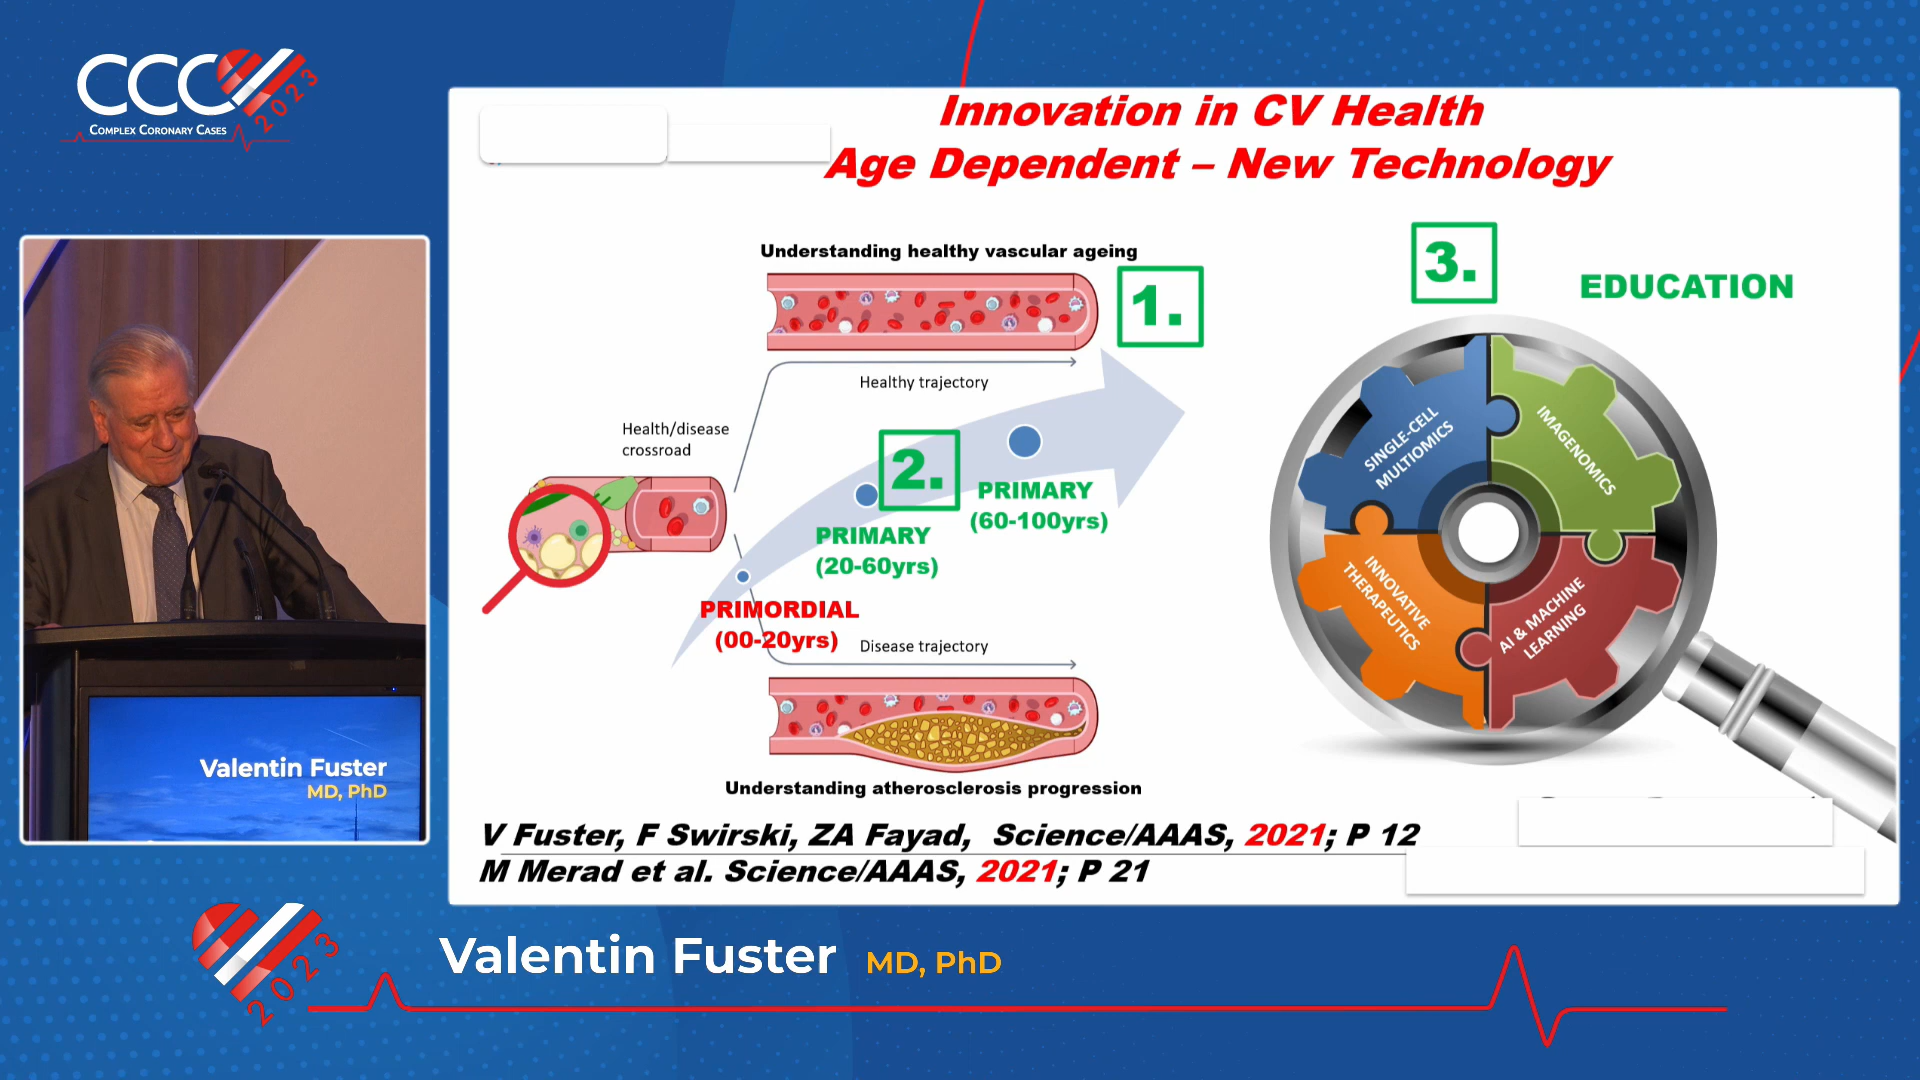 CCC
2023
COMPLEX CORONARY CASES
Innovation in CV Health
Age Dependent – New Technology
Understanding healthy vascular ageing
1.
Healthy trajectory
Health/disease
crossroad
2.
PRIMARY
(60-100yrs)
PRIMARY
(20-60yrs)
PRIMORDIAL
(00-20yrs)
Disease trajectory
Understanding atherosclerosis progression
3.
EDUCATION
SINGLE-CELL
MULTIOMICS
IMAGENOMICS
INNOVATIVE
THERAPEUTICS
AI & MACHINE
LEARNING
V Fuster, F Swirski, ZA Fayad, Science/AAAS, 2021; P 12
M Merad et al. Science/AAAS, 2021; P 21
Valentin Fuster
MD, PhD
2023
Valentin Fuster MD, PhD